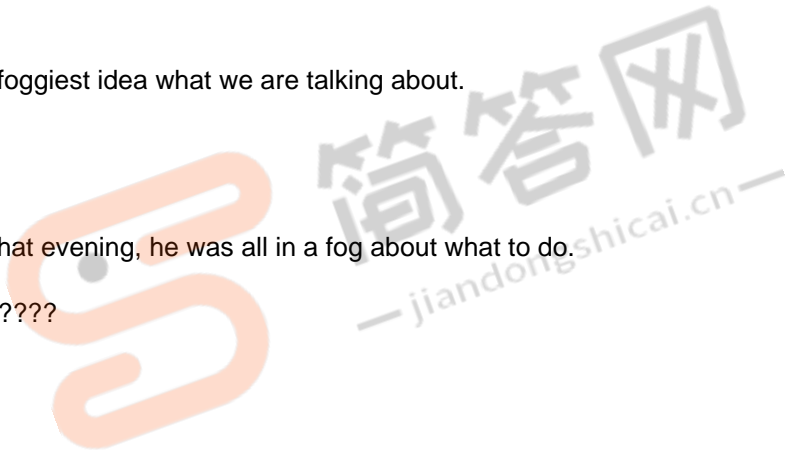 foggiest idea what we are talking about.
简答网
jiandongshicai.cn
hat evening, he was all in a fog about what to do.
????